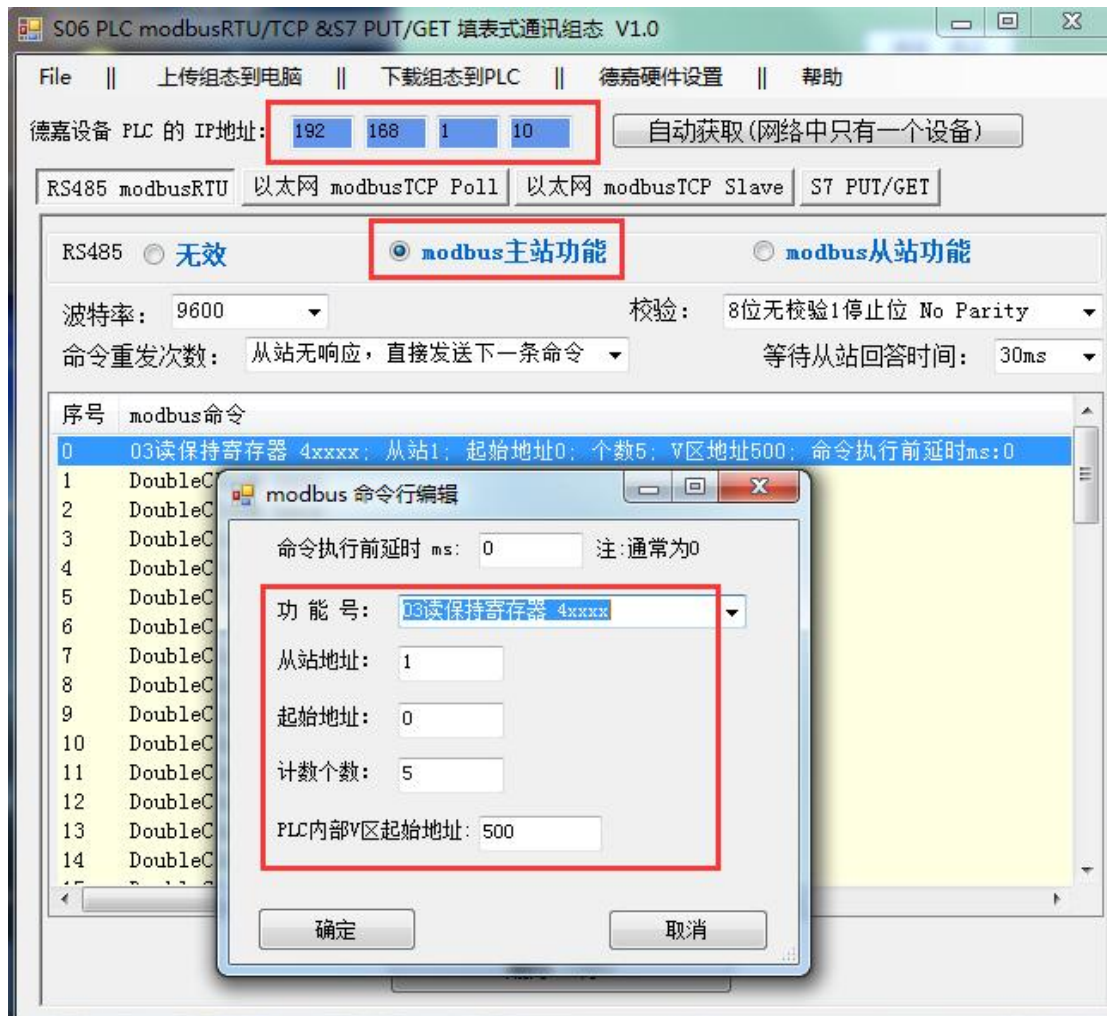 S06 PLC modbusRTU/TCP &S7 PUT/GET 填表式通讯组态 V1.0
File || 上传组态到电脑 || 下载组态到PLC || 德嘉硬件设置 || 帮助
德嘉设备 PLC 的 IP地址: 192 168 1 10 自动获取(网络中只有一个设备)
RS485 modbusRTU 以太网 modbusTCP Poll 以太网 modbusTCP Slave S7 PUT/GET
RS485 无效 modbus主站功能 modbus从站功能
波特率: 9600 校验: 8位无校验1停止位 No Parity
命令重发次数: 从站无响应，直接发送下一条命令 等待从站回答时间: 30ms
序号 modbus命令
0 03读保持寄存器 4xxxx; 从站1; 起始地址0; 个数5; V区地址500; 命令执行前延时ms:0
1 DoubleC
2 DoubleC
3 DoubleC
4 DoubleC
5 DoubleC
6 DoubleC
7 DoubleC
8 DoubleC
9 DoubleC
10 DoubleC
11 DoubleC
12 DoubleC
13 DoubleC
14 DoubleC
modbus 命令行编辑
命令执行前延时 ms: 0 注:通常为0
功 能 号: 03读保持寄存器 4xxxx
从站地址: 1
起始地址: 0
计数个数: 5
PLC内部V区起始地址: 500
确定 取消